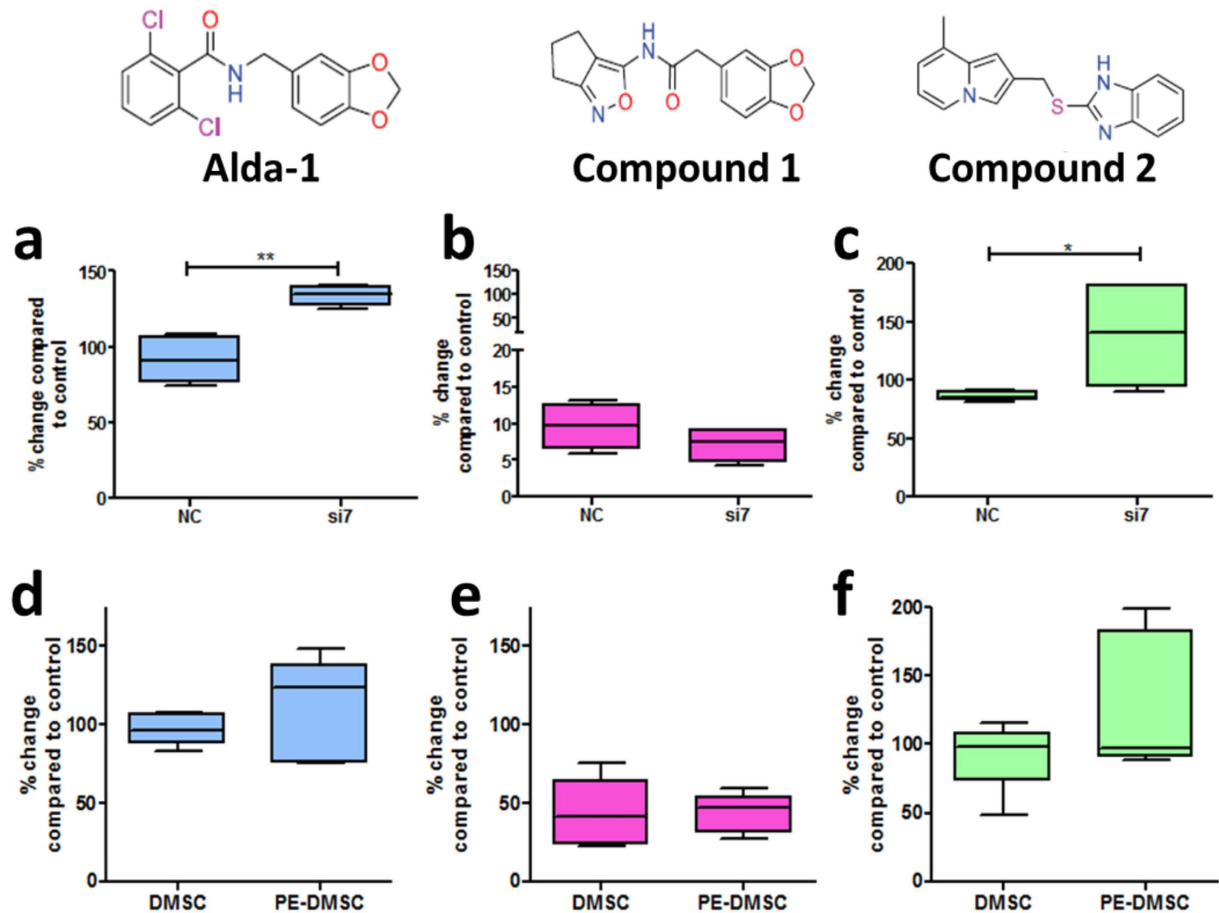 Cl
O
N
H
Cl
O
O
Alda-1
NH
O
N
O
O
O
Compound 1
N
S
H
N
N
Compound 2
a
% change compared
to control
150
100
50
0
**
NC
si7
b
% change
compared to control
150
100
50
20
15
10
5
0
NC
si7
c
% change
compared to control
200
150
100
50
0
*
NC
si7
d
% change
compared to control
150
100
50
0
DMSC
PE-DMSC
e
% change
compared to control
150
100
50
0
DMSC
PE-DMSC
f
% change
compared to control
200
150
100
50
0
DMSC
PE-DMSC